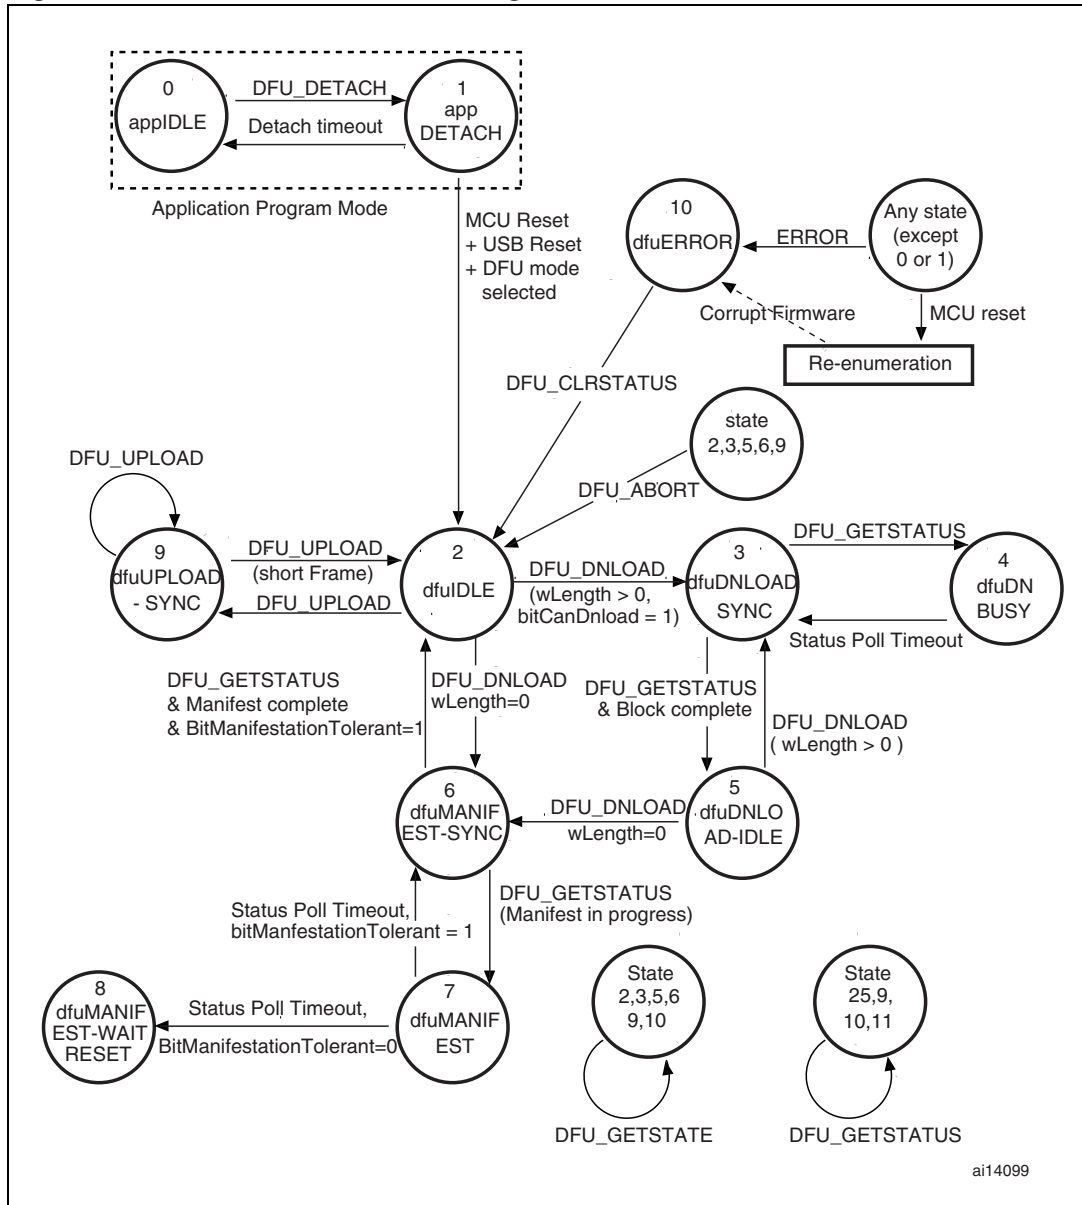 0
appIDLE
DFU_DETACH
Detach timeout
1
app
DETACH
Application Program Mode
MCU Reset
+ USB Reset
+ DFU mode
selected
10
dfuERROR
ERROR
Any state
(except
0 or 1)
Corrupt Firmware
MCU reset
Re-enumeration
DFU_CLRSTATUS
state
2,3,5,6,9
DFU_ABORT
DFU_UPLOAD
9
dfuUPLOAD
- SYNC
DFU_UPLOAD
(short Frame)
DFU_UPLOAD
2
dfuIDLE
DFU_DNLOAD
(wLength > 0,
bitCanDnload = 1)
3
dfuDNLOAD
SYNC
DFU_GETSTATUS
4
dfuDN
BUSY
Status Poll Timeout
DFU_GETSTATUS
& Manifest complete
& BitManifestationTolerant=1
DFU_DNLOAD
wLength=0
DFU_GETSTATUS
& Block complete
DFU_DNLOAD
( wLength > 0 )
6
dfuMANIF
EST-SYNC
DFU_DNLOAD
wLength=0
5
dfuDNLO
AD-IDLE
Status Poll Timeout,
bitManfestationTolerant = 1
DFU_GETSTATUS
(Manifest in progress)
8
dfuMANIF
EST-WAIT
RESET
Status Poll Timeout,
BitManifestationTolerant=0
7
dfuMANIF
EST
State
2,3,5,6
9,10
DFU_GETSTATE
State
25,9,
10,11
DFU_GETSTATUS
ai14099